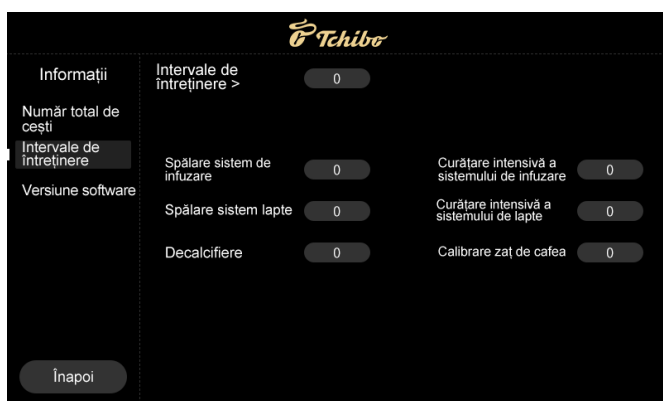 Tchibo
Informații
Număr total de
cești
Intervale de
întreținere
Versiune software
Înapoi
Intervale de
întreținere >
0
Spălare sistem de
infuzare
0
Curățare intensivă a
sistemului de infuzare
0
Spălare sistem lapte
0
Curățare intensivă a
sistemului de lapte
0
Decalcifiere
0
Calibrare zaț de cafea
0